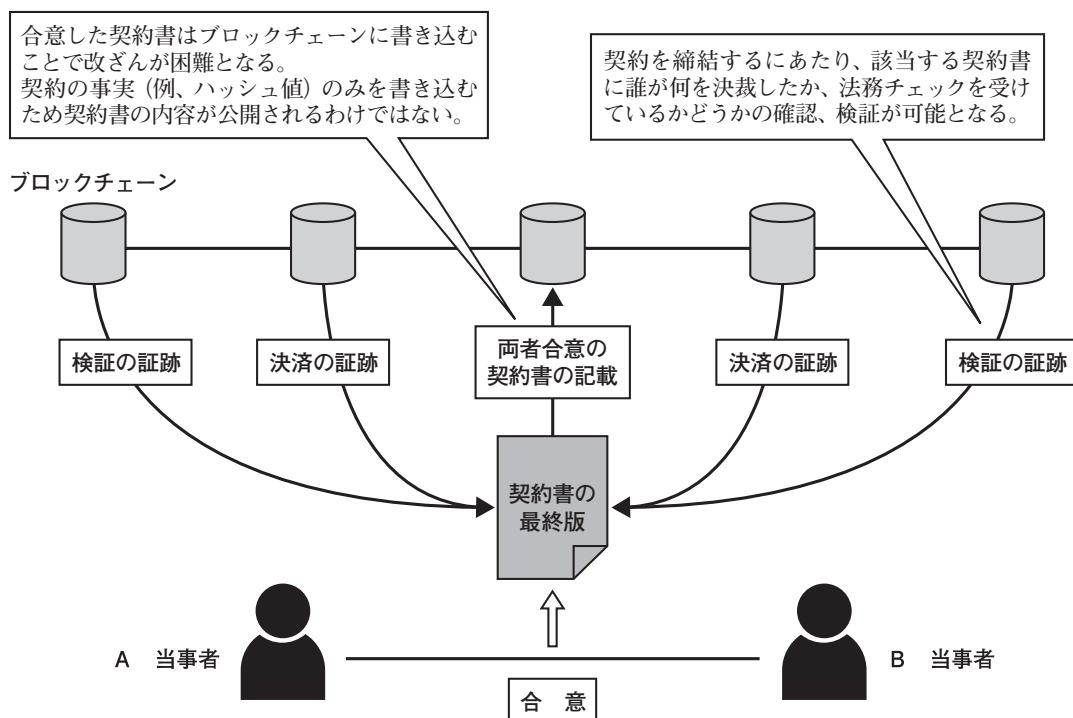 合意した契約書はブロックチェーンに書き込む
ことで改ざんが困難となる。
契約の事実（例、ハッシュ値）のみを書き込む
ため契約書の内容が公開されるわけではない。
契約を締結するにあたり、該当する契約書
に誰が何を決裁したか、法務チェックを受け
ているかどうかの確認、検証が可能となる。
ブロックチェーン
検証の証跡
決済の証跡
両者合意の
契約書の記載
決済の証跡
検証の証跡
契約書の
最終版
A　当事者
B　当事者
合　意